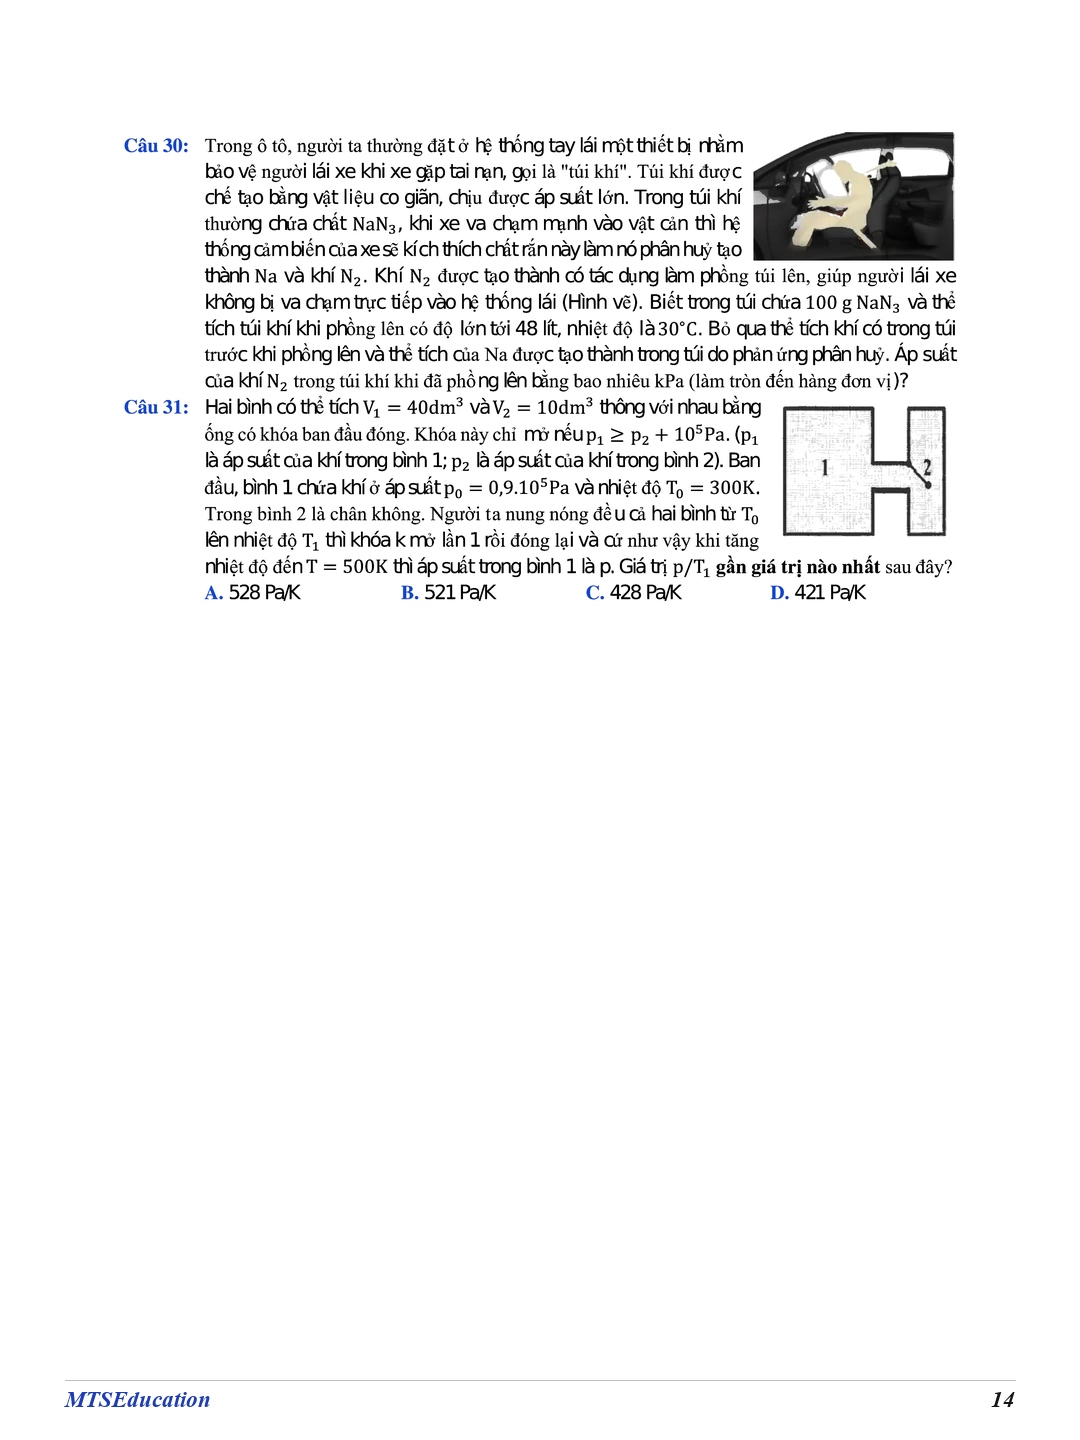 Câu 30: Trong ô tô, người ta thường đặt ở hệ thống tay lái một thiết bị nhằm
bảo vệ người lái xe khi xe gặp tai nạn, gọi là "túi khí". Túi khí được
chế tạo bằng vật liệu co giãn, chịu được áp suất lớn. Trong túi khí
thường chứa chất NaN₃, khi xe va chạm mạnh vào vật cản thì hệ
thống cảm biến của xe sẽ kích thích chất rắn này làm nó phân huỷ tạo
thành Na và khí N₂. Khí N₂ được tạo thành có tác dụng làm phồng túi lên, giúp người lái xe
không bị va chạm trực tiếp vào hệ thống lái (Hình vẽ). Biết trong túi chứa 100 g NaN₃ và thể
tích túi khí khi phồng lên có độ lớn tới 48 lít, nhiệt độ là 30°C. Bỏ qua thể tích khí có trong túi
trước khi phồng lên và thể tích của Na được tạo thành trong túi do phản ứng phân huỷ. Áp suất
của khí N₂ trong túi khí khi đã phồng lên bằng bao nhiêu kPa (làm tròn đến hàng đơn vị)?
Câu 31: Hai bình có thể tích V₁ = 40dm³ và V₂ = 10dm³ thông với nhau bằng
ống có khóa ban đầu đóng. Khóa này chỉ mở nếu p₁ ≥ p₂ + 10⁵Pa. (p₁
là áp suất của khí trong bình 1; p₂ là áp suất của khí trong bình 2). Ban
đầu, bình 1 chứa khí ở áp suất p₀ = 0,9.10⁵Pa và nhiệt độ T₀ = 300K.
Trong bình 2 là chân không. Người ta nung nóng đều cả hai bình từ T₀
lên nhiệt độ T₁ thì khóa k mở lần 1 rồi đóng lại và cứ như vậy khi tăng
nhiệt độ đến T = 500K thì áp suất trong bình 1 là p. Giá trị p/T₁ gần giá trị nào nhất sau đây?
A. 528 Pa/K B. 521 Pa/K C. 428 Pa/K D. 421 Pa/K
1 2
MTSEducation 14